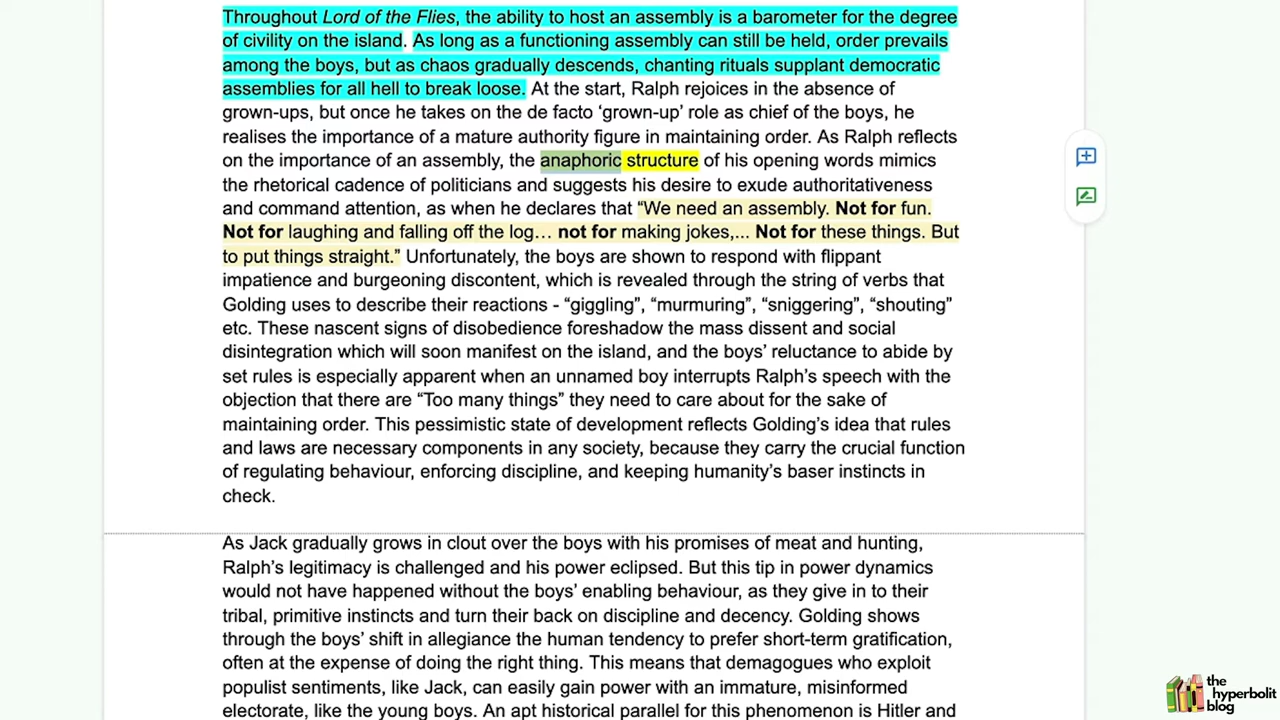 Throughout Lord of the Flies, the ability to host an assembly is a barometer for the degree
of civility on the island. As long as a functioning assembly can still be held, order prevails
among the boys, but as chaos gradually descends, chanting rituals supplant democratic
assemblies for all hell to break loose. At the start, Ralph rejoices in the absence of
grown-ups, but once he takes on the de facto ‘grown-up’ role as chief of the boys, he
realises the importance of a mature authority figure in maintaining order. As Ralph reflects
on the importance of an assembly, the anaphoric structure of his opening words mimics
the rhetorical cadence of politicians and suggests his desire to exude authoritativeness
and command attention, as when he declares that “We need an assembly. Not for fun.
Not for laughing and falling off the log… not for making jokes,... Not for these things. But
to put things straight.” Unfortunately, the boys are shown to respond with flippant
impatience and burgeoning discontent, which is revealed through the string of verbs that
Golding uses to describe their reactions - “giggling”, “murmuring”, “sniggering”, “shouting”
etc. These nascent signs of disobedience foreshadow the mass dissent and social
disintegration which will soon manifest on the island, and the boys’ reluctance to abide by
set rules is especially apparent when an unnamed boy interrupts Ralph’s speech with the
objection that there are “Too many things” they need to care about for the sake of
maintaining order. This pessimistic state of development reflects Golding’s idea that rules
and laws are necessary components in any society, because they carry the crucial function
of regulating behaviour, enforcing discipline, and keeping humanity’s baser instincts in
check.
As Jack gradually grows in clout over the boys with his promises of meat and hunting,
Ralph’s legitimacy is challenged and his power eclipsed. But this tip in power dynamics
would not have happened without the boys’ enabling behaviour, as they give in to their
tribal, primitive instincts and turn their back on discipline and decency. Golding shows
through the boys’ shift in allegiance the human tendency to prefer short-term gratification,
often at the expense of doing the right thing. This means that demagogues who exploit
populist sentiments, like Jack, can easily gain power with an immature, misinformed
electorate, like the young boys. An apt historical parallel for this phenomenon is Hitler and
the
hyperbolit
blog